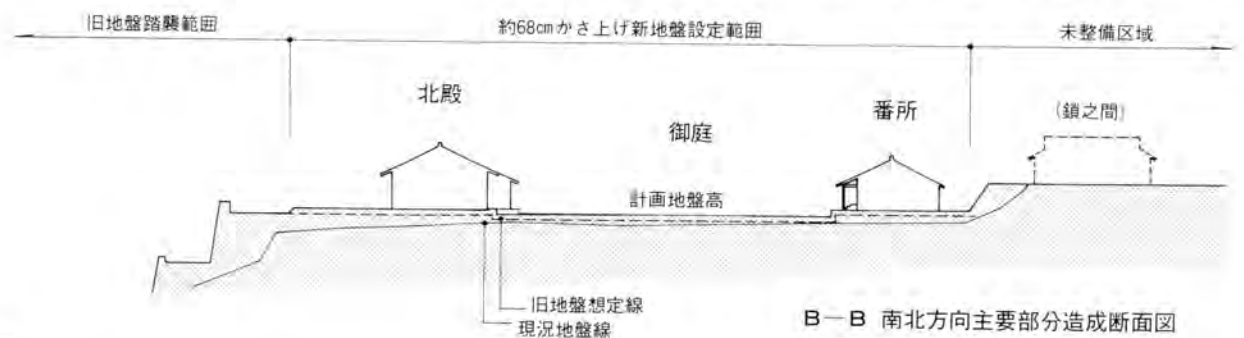 旧地盤踏襲範囲
約68cmかさ上げ新地盤設定範囲
未整備区域
北殿
御庭
番所
(鎖之間)
計画地盤高
旧地盤想定線
現況地盤線
B－B 南北方向主要部分造成断面図